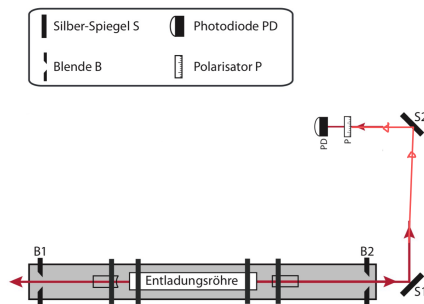 Silber-Spiegel S
Photodiode PD
Blende B
Polarisator P
S2
PD
P
B1
B2
Entladungsröhre
S1